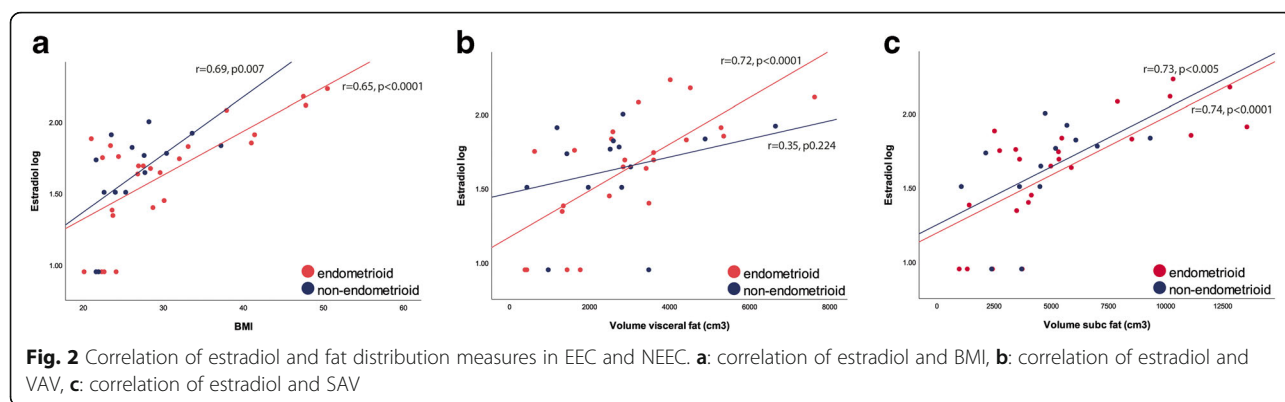 a
b
c
r=0.69, p0.007
r=0.65, p<0.0001
2.00
1.50
1.00
Estradiol log
endometrioid
non-endometrioid
20 30 40 50 60
BMI
r=0.72, p<0.0001
r=0.35, p=0.224
2.00
1.50
1.00
Estradiol log
endometrioid
non-endometrioid
0 2000 4000 6000 8000
Volume visceral fat (cm3)
r=0.73, p<0.005
r=0.74, p<0.0001
2.00
1.50
1.00
Estradiol log
endometrioid
non-endometrioid
0 2500 5000 7500 10000 12500
Volume subc fat (cm3)
Fig. 2 Correlation of estradiol and fat distribution measures in EEC and NEEC. a: correlation of estradiol and BMI, b: correlation of estradiol and
VAV, c: correlation of estradiol and SAV